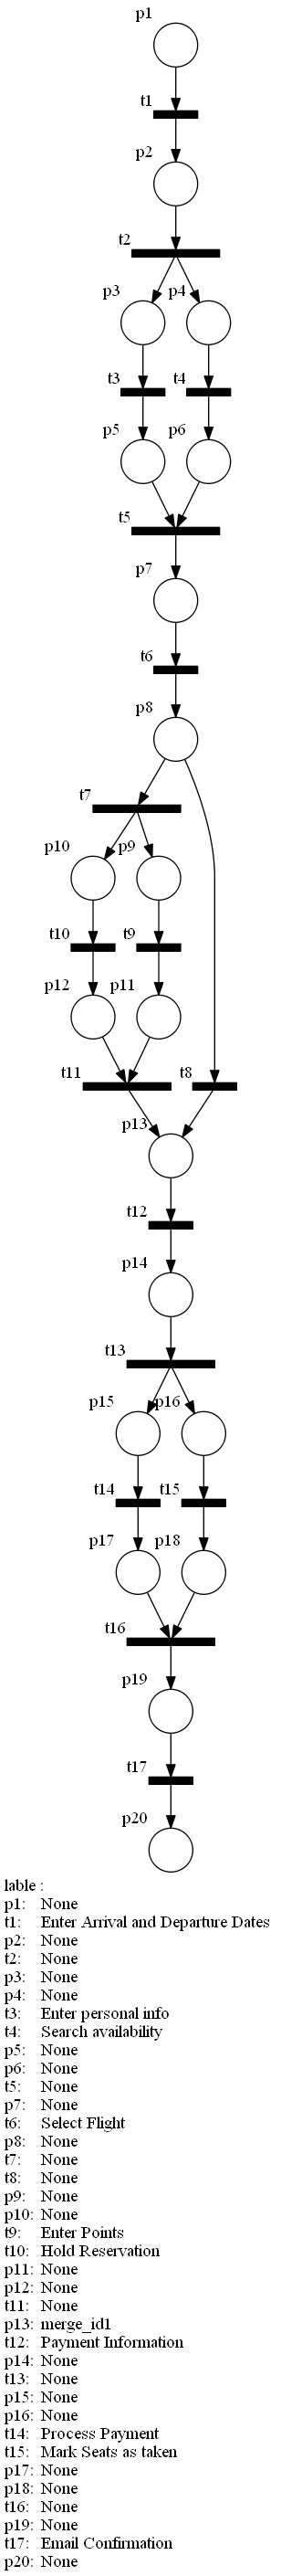 p1
t1
p2
t2
p3 p4
t3 t4
p5 p6
t5
p7
t6
p8
t7
p10 p9
t10 t9
p12 p11
t11 t8
p13
t12
p14
t13
p15 p16
t14 t15
p17 p18
t16
p19
t17
p20
lable :
p1: None
t1: Enter Arrival and Departure Dates
p2: None
t2: None
p3: None
p4: None
t3: Enter personal info
t4: Search availability
p5: None
p6: None
t5: None
p7: None
t6: Select Flight
p8: None
t7: None
t8: None
p9: None
p10: None
t9: Enter Points
t10: Hold Reservation
p11: None
p12: None
t11: None
p13: merge_id1
t12: Payment Information
p14: None
t13: None
p15: None
p16: None
t14: Process Payment
t15: Mark Seats as taken
p17: None
p18: None
t16: None
p19: None
t17: Email Confirmation
p20: None